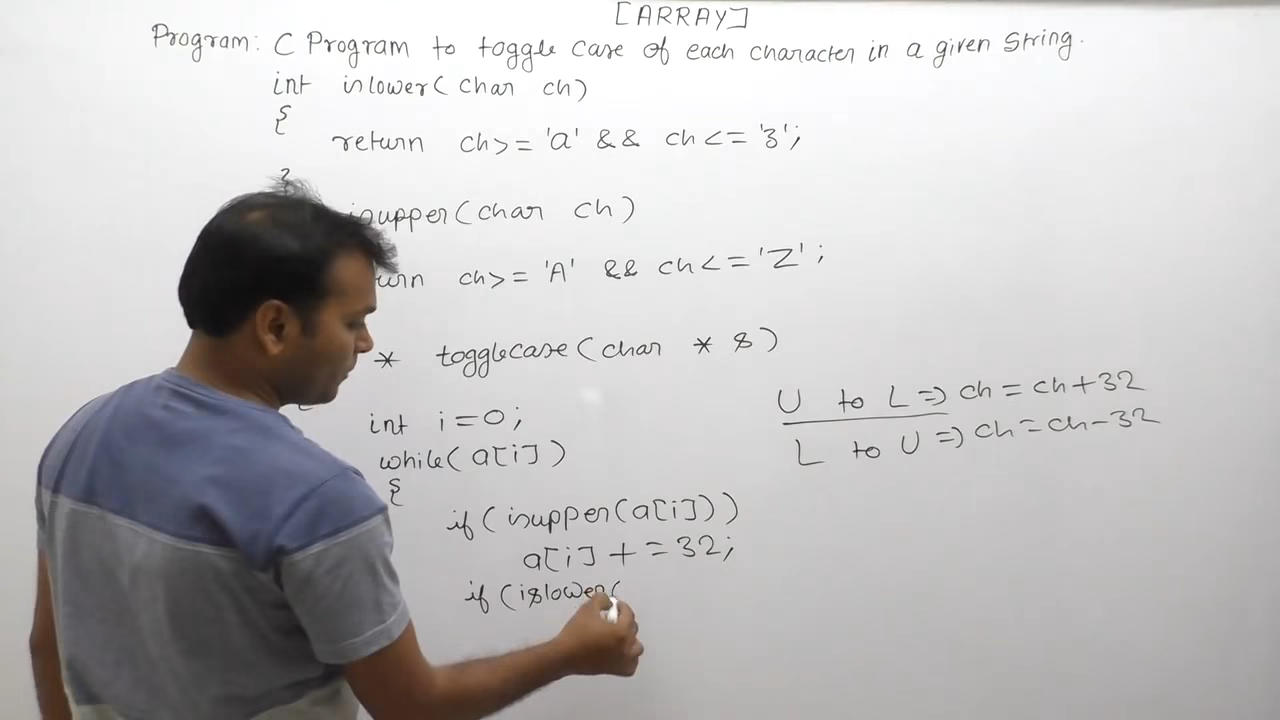 [ARRAY]
Program: C Program to toggle case of each character in a given String.
int islower(char ch)
{
return ch>= 'a' && ch<= 'z';
}
isupper(char ch)
ch>= 'A' && ch<= 'Z';
* togglecase(char * s)
{
int i=0;
while(a[i])
{
if(isupper(a[i]))
a[i]+=32;
if(islower(
U to L => ch=ch+32
L to U => ch=ch-32